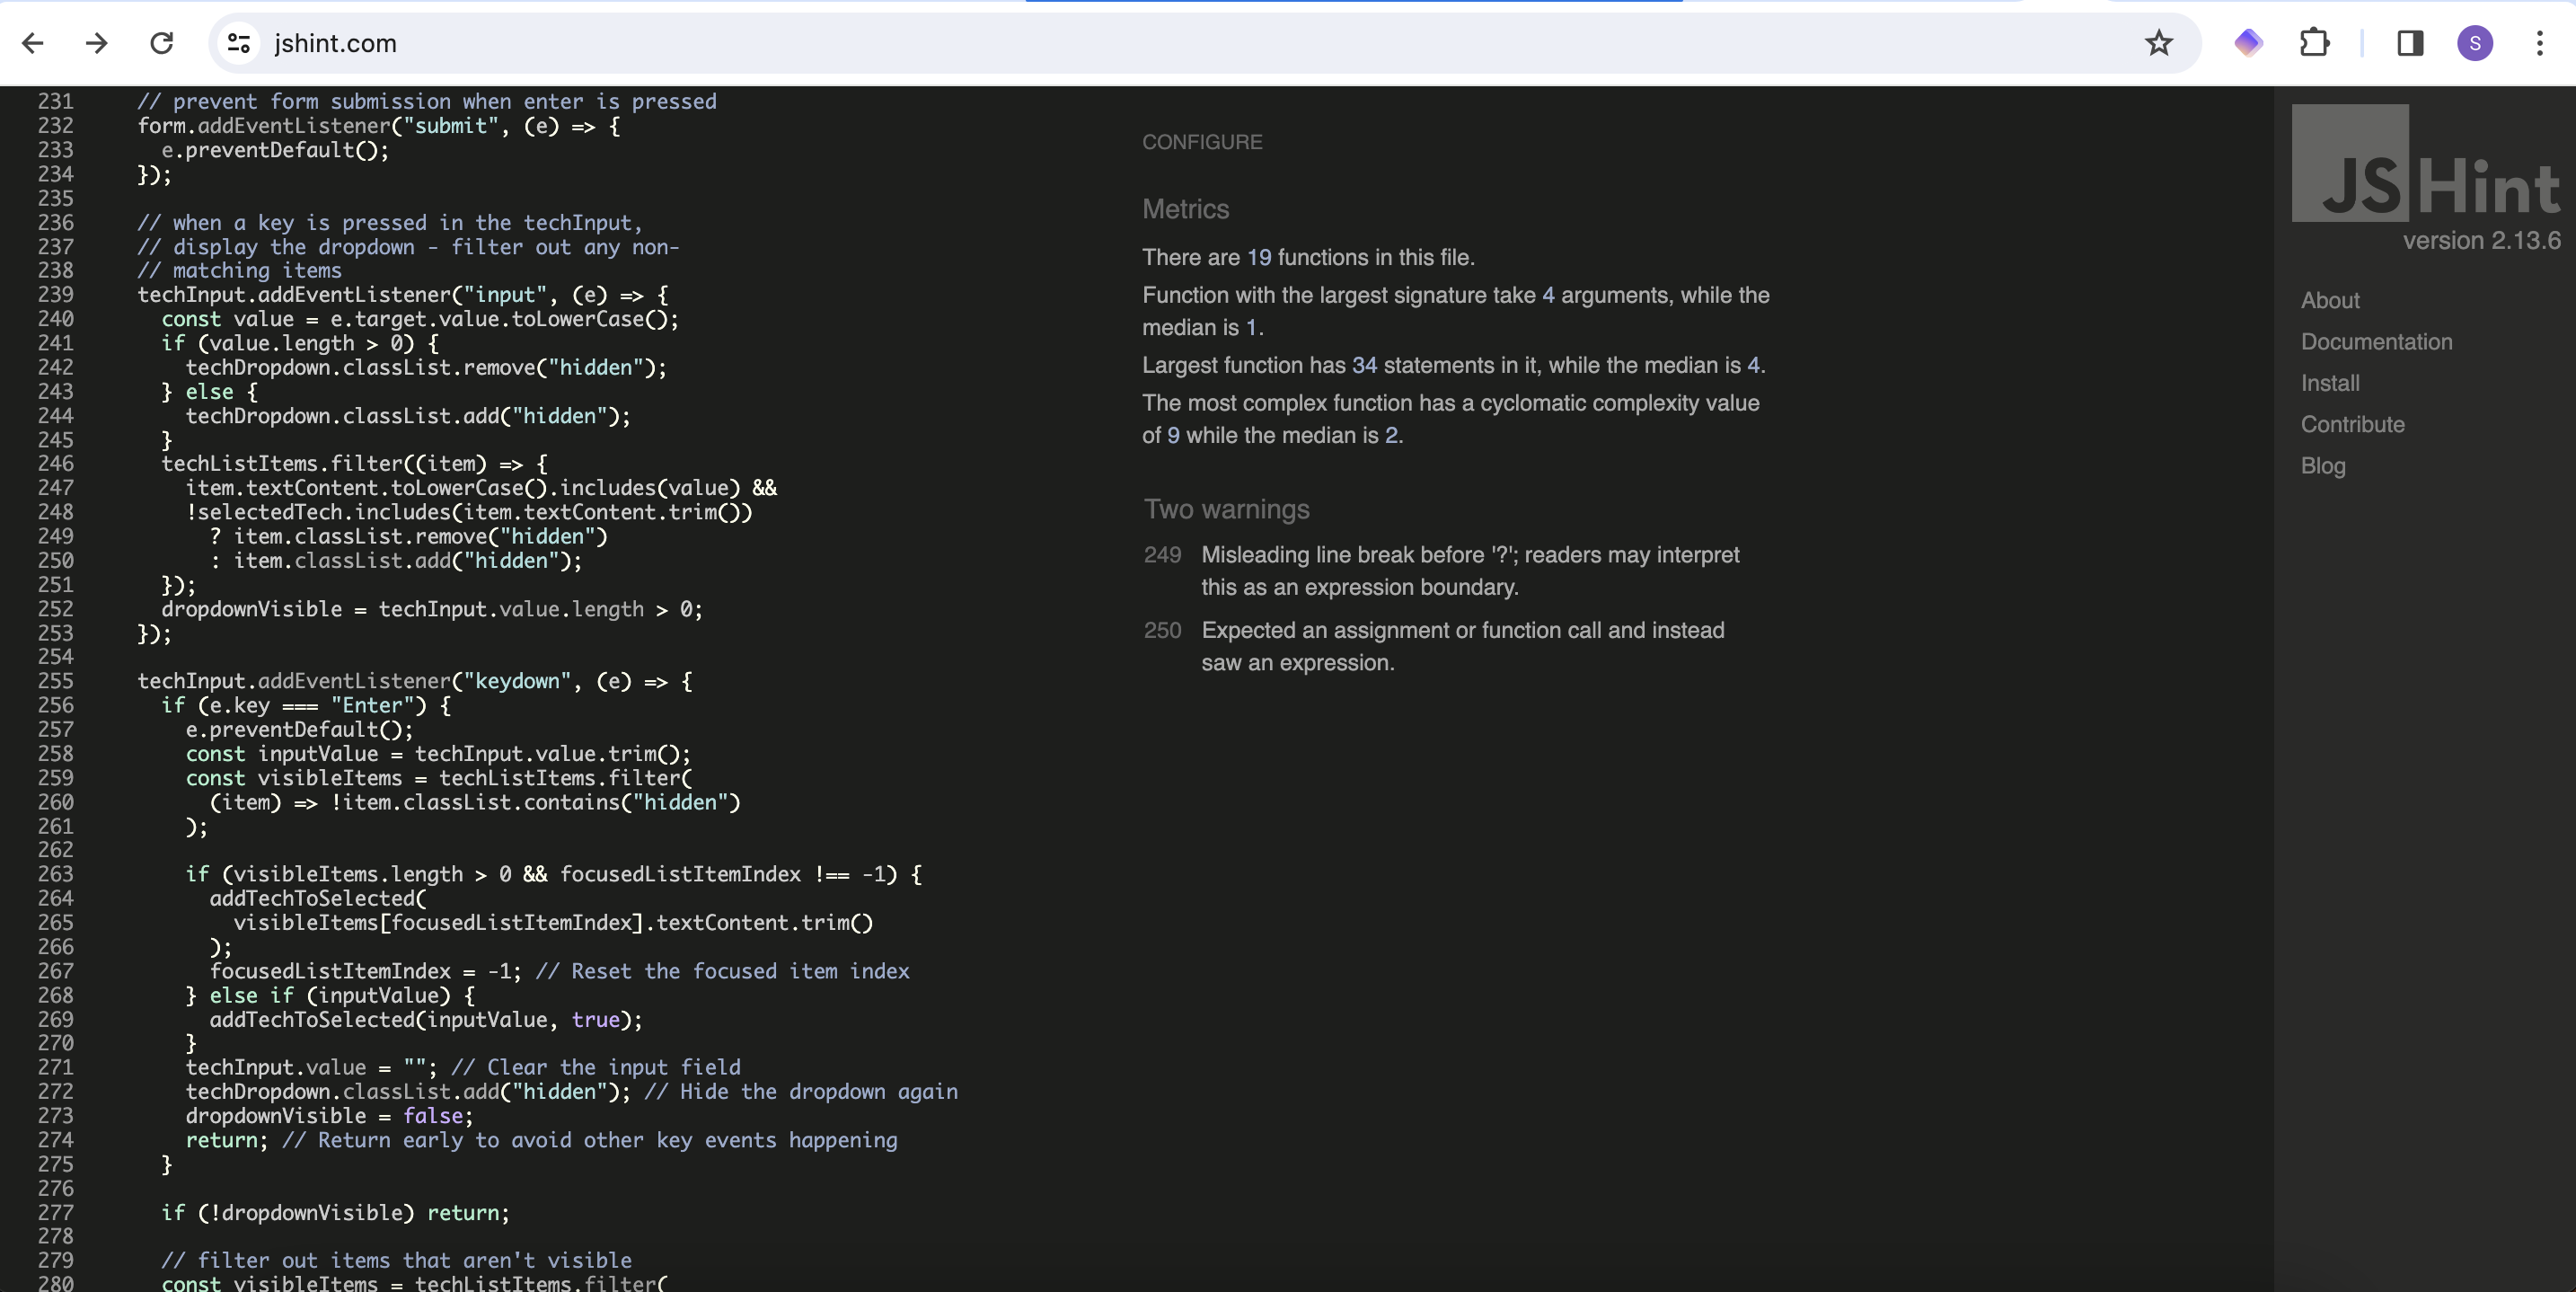 jshint.com
S
231 // prevent form submission when enter is pressed
232 form.addEventListener("submit", (e) => {
233 e.preventDefault();
234 });
235
236 // when a key is pressed in the techInput,
237 // display the dropdown - filter out any non-
238 // matching items
239 techInput.addEventListener("input", (e) => {
240 const value = e.target.value.toLowerCase();
241 if (value.length > 0) {
242 techDropdown.classList.remove("hidden");
243 } else {
244 techDropdown.classList.add("hidden");
245 }
246 techListItems.filter((item) => {
247 item.textContent.toLowerCase().includes(value) &&
248 !selectedTech.includes(item.textContent.trim())
249 ? item.classList.remove("hidden")
250 : item.classList.add("hidden");
251 });
252 dropdownVisible = techInput.value.length > 0;
253 });
254
255 techInput.addEventListener("keydown", (e) => {
256 if (e.key === "Enter") {
257 e.preventDefault();
258 const inputValue = techInput.value.trim();
259 const visibleItems = techListItems.filter(
260 (item) => !item.classList.contains("hidden")
261 );
262
263 if (visibleItems.length > 0 && focusedListItemIndex !== -1) {
264 addTechToSelected(
265 visibleItems[focusedListItemIndex].textContent.trim()
266 );
267 focusedListItemIndex = -1; // Reset the focused item index
268 } else if (inputValue) {
269 addTechToSelected(inputValue, true);
270 }
271 techInput.value = ""; // Clear the input field
272 techDropdown.classList.add("hidden"); // Hide the dropdown again
273 dropdownVisible = false;
274 return; // Return early to avoid other key events happening
275 }
276
277 if (!dropdownVisible) return;
278
279 // filter out items that aren't visible
280 const visibleItems = techListItems.filter(
CONFIGURE
Metrics
There are 19 functions in this file.
Function with the largest signature take 4 arguments, while the
median is 1.
Largest function has 34 statements in it, while the median is 4.
The most complex function has a cyclomatic complexity value
of 9 while the median is 2.
Two warnings
249 Misleading line break before '?'; readers may interpret
this as an expression boundary.
250 Expected an assignment or function call and instead
saw an expression.
JSHint
version 2.13.6
About
Documentation
Install
Contribute
Blog